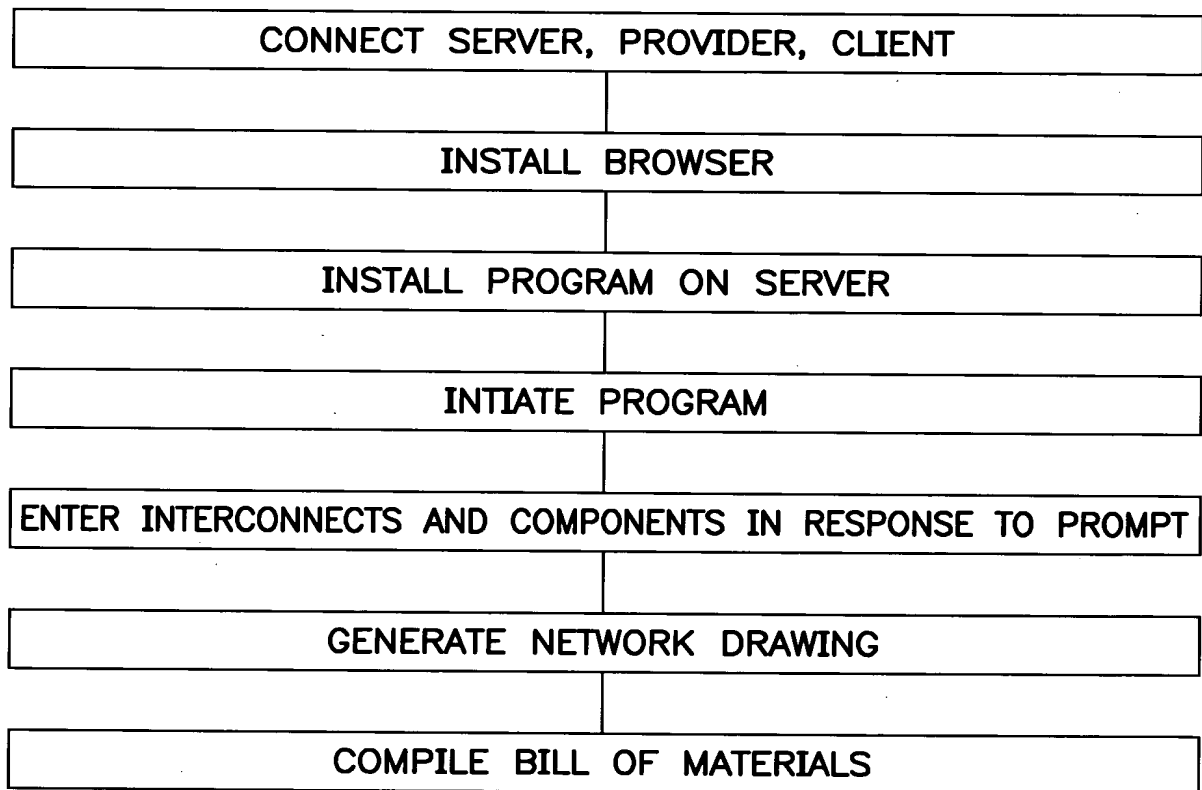 CONNECT SERVER, PROVIDER, CLIENT
INSTALL BROWSER
INSTALL PROGRAM ON SERVER
INTIATE PROGRAM
ENTER INTERCONNECTS AND COMPONENTS IN RESPONSE TO PROMPT
GENERATE NETWORK DRAWING
COMPILE BILL OF MATERIALS